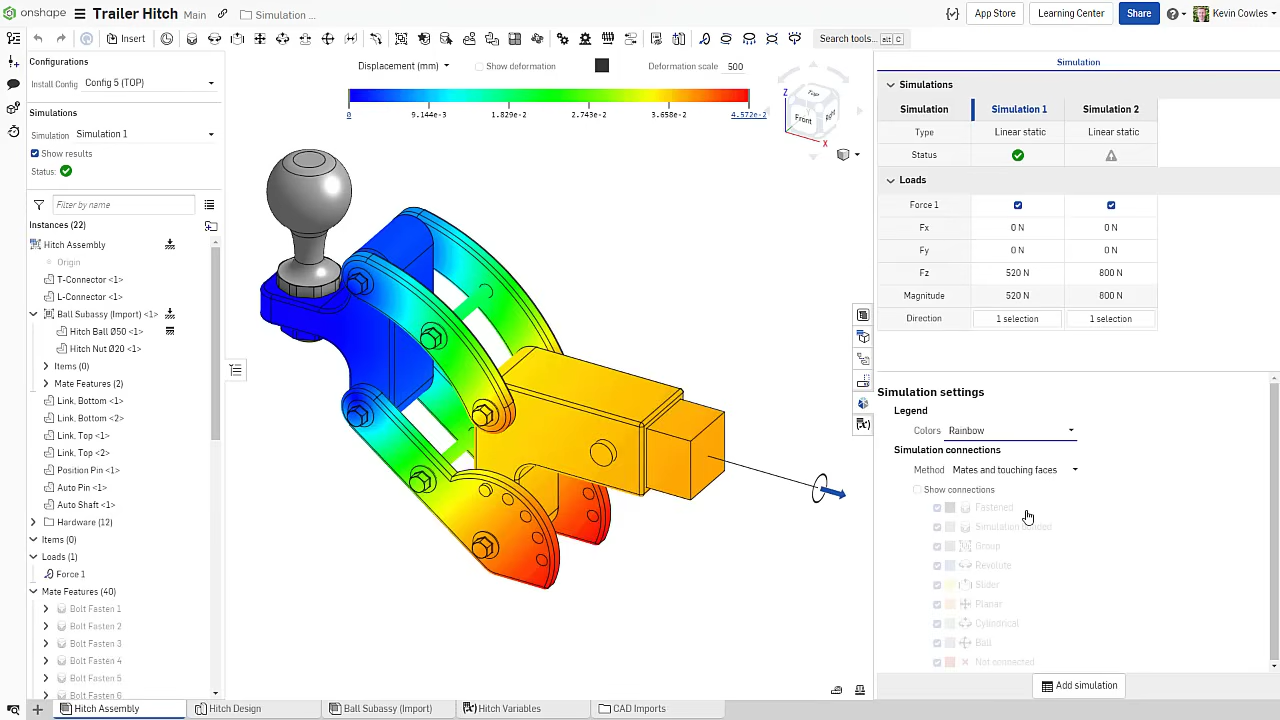 onshape
Trailer Hitch
Main
Simulation ...
App Store
Learning Center
Share
Kevin Cowles
Insert
Search tools...
alt
C
Configurations
Install Config
Config 5 (TOP)
Simulations
Simulation
Simulation 1
Show results
Status:
Filter by name
Instances (22)
Hitch Assembly
Origin
T-Connector <1>
L-Connector <1>
Ball Subassy (Import) <1>
Hitch Ball Ø50 <1>
Hitch Nut Ø20 <1>
Items (0)
Mate Features (2)
Link, Bottom <1>
Link, Bottom <2>
Link, Top <1>
Link, Top <2>
Position Pin <1>
Auto Pin <1>
Auto Shaft <1>
Hardware (12)
Items (0)
Loads (1)
Force 1
Mate Features (40)
Bolt Fasten 1
Bolt Fasten 2
Bolt Fasten 3
Bolt Fasten 4
Bolt Fasten 5
Bolt Fasten 6
Displacement (mm)
Show deformation
Deformation scale
500
0
9.144e-3
1.829e-2
2.743e-2
3.658e-2
4.572e-2
Z
Top
Front
Right
X
Simulation
Simulations
Simulation
Simulation 1
Simulation 2
Type
Linear static
Linear static
Status
Loads
Force 1
Fx
0 N
0 N
Fy
0 N
0 N
Fz
520 N
800 N
Magnitude
520 N
800 N
Direction
1 selection
1 selection
Simulation settings
Legend
Colors
Rainbow
Simulation connections
Method
Mates and touching faces
Show connections
Fastened
Group
Revolute
Slider
Planar
Cylindrical
Ball
Not connected
Add simulation
Hitch Assembly
Hitch Design
Ball Subassy (Import)
Hitch Variables
CAD Imports